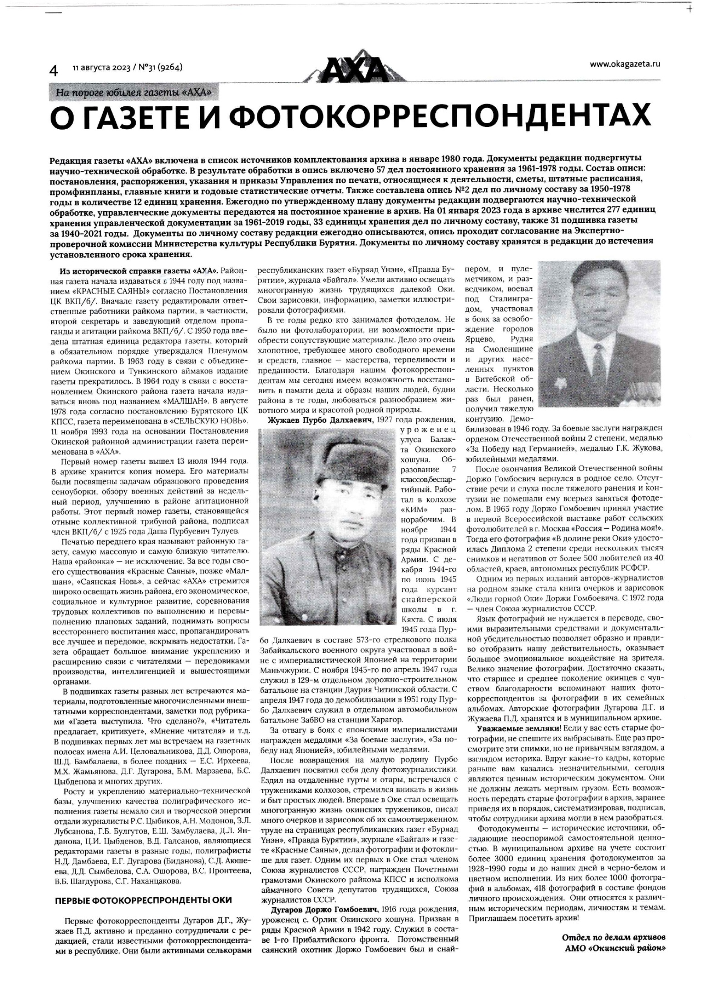 4
11 августа 2023 / №31 (9264)
АХА
www.okagazeta.ru
На пороге юбилея газеты «АХА»
О ГАЗЕТЕ И ФОТОКОРРЕСПОНДЕНТАХ
Редакция газеты «АХА» включена в список источников комплектования архива в январе 1980 года. Документы редакции подвергнуты
научно-технической обработке. В результате обработки в опись включено 57 дел постоянного хранения за 1961-1978 годы. Состав описи:
постановления, распоряжения, указания и приказы Управления по печати, относящиеся к деятельности, сметы, штатные расписания,
промфинпланы, главные книги и годовые статистические отчеты. Также составлена опись №2 дел по личному составу за 1950-1978
годы в количестве 12 единиц хранения. Ежегодно по утвержденному плану документы редакции подвергаются научно-технической
обработке, управленческие документы передаются на постоянное хранение в архив. На 01 января 2023 года в архиве числится 277 единиц
хранения управленческой документации за 1961-2019 годы, 33 единицы хранения дел по личному составу, также 31 подшивка газеты
за 1940-2021 годы. Документы по личному составу редакции ежегодно описываются, опись проходит согласование на Экспертно-
проверочной комиссии Министерства культуры Республики Бурятия. Документы по личному составу хранятся в редакции до истечения
установленного срока хранения.
Из исторической справки газеты «АХА». Район-
ная газета начала издаваться в 1944 году под назва-
нием «КРАСНЫЕ САЯНЫ» согласно Постановления
ЦК ВКП/б/. Вначале газету редактировали ответ-
ственные работники райкома партии, в частности,
второй секретарь и заведующий отделом пропа-
ганды и агитации райкома ВКП/б/. С 1950 года вве-
дена штатная единица редактора газеты, который
в обязательном порядке утверждался Пленумом
райкома партии. В 1963 году в связи с объедине-
нием Окинского и Тункинского аймаков издание
газеты прекратилось. В 1964 году в связи с восста-
новлением Окинского района газета начала изда-
ваться вновь под названием «МАЛШАН». В августе
1978 года согласно постановлению Бурятского ЦК
КПСС, газета переименована в «СЕЛЬСКУЮ НОВЬ».
11 ноября 1993 года на основании Постановления
Окинской районной администрации газета переи-
менована в «АХА».
Первый номер газеты вышел 13 июля 1944 года.
В архиве хранится копия номера. Его материалы
были посвящены задачам образцового проведения
сеноуборки, обзору военных действий за недель-
ный период, улучшению в районе агитационной
работы. Этот первый номер газеты, становящейся
отныне коллективной трибуной района, подписал
член ВКП/б/ с 1925 года Даша Пурбуевич Тулуев.
Печатью переднего края называют районную га-
зету, самую массовую и самую близкую читателю.
Наша «районка» — не исключение. За все годы сво-
его существования «Красные Саяны», позже «Мал-
шан», «Саянская Новь», а сейчас «АХА» стремится
широко освещать жизнь района, его экономическое,
социальное и культурное развитие, соревнования
трудовых коллективов по выполнению и перевы-
полнению плановых заданий, поднимать вопросы
всестороннего воспитания масс, пропагандировать
все лучшее и передовое, вскрывать недостатки. Га-
зета обращает большое внимание укреплению и
расширению связи с читателями — передовиками
производства, интеллигенцией и вышестоящими
органами.
В подшивках газеты разных лет встречаются ма-
териалы, подготовленные многочисленными внеш-
татными корреспондентами, заметки под рубрика-
ми «Газета выступила. Что сделано?», «Читатель
предлагает, критикует», «Мнение читателя» и т.д.
В подшивках первых лет мы встречаем на газетных
полосах имена А.И. Целовальникова, Д.Д. Ошорова,
Ш.Д. Бамбалаева, в более поздних — Е.С. Ирхеева,
М.Х. Жамьянова, Д.Г. Дугарова, Б.М. Марзаева, Б.С.
Цыбденова и многих других.
Росту и укреплению материально-технической
базы, улучшению качества полиграфического ис-
полнения газеты немало сил и творческой энергии
отдали журналисты Р.С. Цыбиков, А.Н. Модонов, З.Л.
Лубсанова, Г.Б. Булгутов, Е.Ш. Замбулаева, Д.Л. Ян-
данова, Ц.И. Цыбденов, В.Д. Галсанов, являющиеся
редакторами газеты в разные годы, полиграфисты
Н.Д. Дамбаева, Е.Г. Дугарова (Биданова), С.Д. Аюше-
ева, Д.Д. Сымбелова, С.А. Ошорова, В.С. Пронтеева,
В.Б. Шагдурова, С.Г. Наханцакова.
ПЕРВЫЕ ФОТОКОРРЕСПРОНДЕНТЫ ОКИ
Первые фотокорреспонденты Дугаров Д.Г., Жу-
жаев П.Д. активно и преданно сотрудничали с ре-
дакцией, стали известными фотокорреспондента-
ми в республике. Они были активными селькорами
республиканских газет «Буряад Үнэн», «Правда Бу-
рятии», журнала «Байгал». Умели активно освещать
многогранную жизнь трудящихся далекой Оки.
Свои зарисовки, информацию, заметки иллюстри-
ровали фотографиями.
В те годы редко кто занимался фотоделом. Не
было ни фотолаборатории, ни возможности при-
обрести сопутствующие материалы. Дело это очень
хлопотное, требующее много свободного времени
и средств, главное — мастерства, терпеливости и
преданности. Благодаря нашим фотокорреспон-
дентам мы сегодня имеем возможность восстано-
вить в памяти дела и образы наших людей, будни
района в те годы, любоваться разнообразием жи-
вотного мира и красотой родной природы.
Жужаев Пурбо Далхаевич, 1927 года рождения,
уроженец
улуса Балак-
та Окинского
хошуна. Об-
разование 7
классов,беспар-
тийный. Рабо-
тал в колхозе
«КИМ» раз-
норабочим. В
ноябре 1944
года призван в
ряды Красной
Армии. С де-
кабря 1944-го
по июнь 1945
года курсант
снайперской
школы в г.
Кяхта. С июля
1945 года Пур-
бо Далхаевич в составе 573-го стрелкового полка
Забайкальского военного округа участвовал в вой-
не с империалистической Японией на территории
Маньчжурии. С ноября 1945-го по апрель 1947 года
служил в 129-м отдельном дорожно-строительном
батальоне на станции Даурия Читинской области. С
апреля 1947 года до демобилизации в 1951 году Пур-
бо Далхаевич служил в отдельном автомобильном
батальоне ЗабВО на станции Харагор.
За отвагу в боях с японскими империалистами
награжден медалями «За боевые заслуги», «За по-
беду над Японией», юбилейными медалями.
После возвращения на малую родину Пурбо
Далхаевич посвятил себя делу фотожурналистики.
Ездил на отдаленные гурты и отары, встречался с
тружениками колхозов, стремился вникать в жизнь
и быт простых людей. Впервые в Оке стал освещать
многогранную жизнь окинских тружеников, писал
много очерков и зарисовок об их самоотверженном
труде на страницах республиканских газет «Буряад
Үнэн», «Правда Бурятии», журнале «Байгал» и газе-
те «Красные Саяны», делал фотографии и фотокли-
ше для газет. Одним их первых в Оке стал членом
Союза журналистов СССР, награжден Почетными
грамотами Окинского райкома КПСС и исполкома
аймачного Совета депутатов трудящихся, Союза
журналистов СССР.
Дугаров Доржо Гомбоевич, 1916 года рождения,
уроженец с. Орлик Окинского хошуна. Призван в
ряды Красной Армии в 1942 году. Служил в соста-
ве 1-го Прибалтийского фронта. Потомственный
саянский охотник Доржо Гомбоевич был и снай-
пером, и пуле-
метчиком, и раз-
ведчиком, воевал
под Сталингра-
дом, участвовал
в боях за освобо-
ждение городов
Ярцево, Рудня
на Смоленщине
и других насе-
ленных пунктов
в Витебской об-
ласти. Несколько
раз был ранен,
получил тяжелую
контузию. Демо-
билизован в 1946 году. За боевые заслуги награжден
орденом Отечественной войны 2 степени, медалью
«За Победу над Германией», медалью Г.К. Жукова,
юбилейными медалями.
После окончания Великой Отечественной войны
Доржо Гомбоевич вернулся в родное село. Отсут-
ствие речи и слуха после тяжелого ранения и кон-
тузии не помешали ему всерьез заняться фотоде-
лом. В 1965 году Доржо Гомбоевич принял участие
в первой Всероссийской выставке работ сельских
фотолюбителей в г. Москва «Россия — Родина моя!».
Тогда его фотография «В долине реки Оки» удосто-
илась Диплома 2 степени среди нескольких тысяч
снимков и негативов от более 500 любителей из 40
областей, краев, автономных республик РСФСР.
Одним из первых изданий авторов-журналистов
на родном языке стала книга очерков и зарисовок
«Люди горной Оки» Доржи Гомбоевича. С 1972 года
— член Союза журналистов СССР.
Язык фотографий не нуждается в переводе, сво-
ими выразительными средствами и документаль-
ной убедительностью позволяет образно и правди-
во отобразить нашу действительность, оказывает
большое эмоциональное воздействие на зрителя.
Велико значение фотографии. Достаточно сказать,
что старшее и среднее поколение окинцев с чув-
ством благодарности вспоминают наших фото-
корреспондентов за фотографии в их семейных
альбомах. Авторские фотографии Дугарова Д.Г. и
Жужаева П.Д. хранятся и в муниципальном архиве.
Уважаемые земляки! Если у вас есть старые фо-
тографии, не спешите их выбрасывать. Еще раз про-
смотрите эти снимки, но не привычным взглядом, а
взглядом историка. Вдруг какие-то кадры, которые
раньше вам казались незначительными, сегодня
являются ценным историческим документом. Они
не должны лежать мертвым грузом. Есть возмож-
ность передать старые фотографии в архив, заранее
приведя их в порядок, систематизировав, подписав,
чтобы сотрудники архива могли в нем разобраться.
Фотодокументы — исторические источники, об-
ладающие неоспоримой самостоятельной ценно-
стью. В муниципальном архиве на учете состоит
более 3000 единиц хранения фотодокументов за
1928-1990 годы и до наших дней в черно-белом и
цветном исполнении. Из них более 1000 фотогра-
фий в альбомах, 418 фотографий в составе фондов
личного происхождения. Они относятся к различ-
ным историческим периодам, личностям и темам.
Приглашаем посетить архив!
Отдел по делам архивов
АМО «Окинский район»